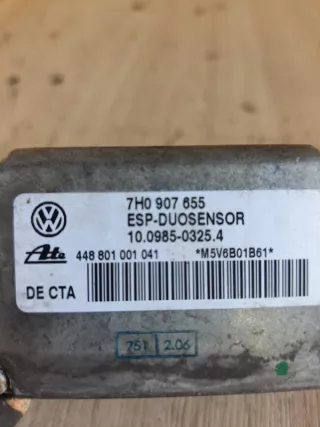 7H0 907 655
ESP-DUOSENSOR
10.0985-0325.4
Ate 448 801 001 041 *M5V6B01B61*
DE CTA
751 2.06